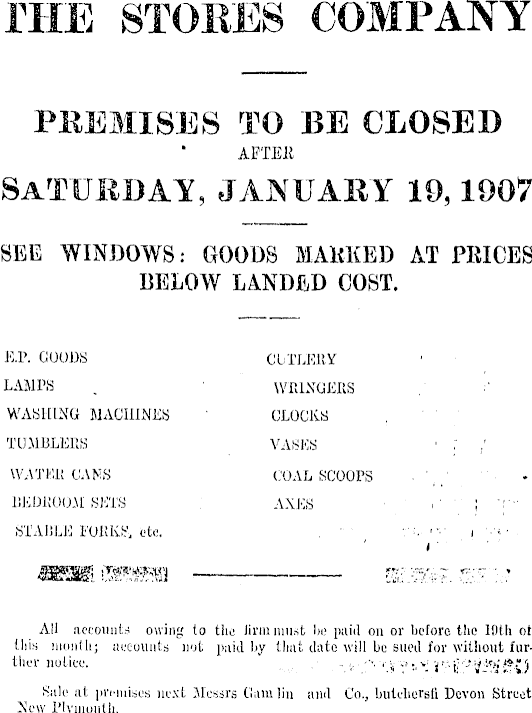 THE STORES COMPANY
PREMISES TO BE CLOSED
AFTER
SATURDAY, JANUARY 19, 1907
SEE WINDOWS: GOODS MARKED AT PRICES
BELOW LANDED COST.
E.P. GOODS CUTLERY
LAMPS WRINGERS
WASHING MACHINES CLOCKS
TUMBLERS VASES
WATER CANS COAL SCOOPS
BEDROOM SETS AXES
STABLE FORKS, etc.
All accounts owing to the firm must be paid on or before the 19th of
this month; accounts not paid by that date will be sued for without fur-
ther notice.
Sale at premises next Messrs Gamlin and Co., butchers, Devon Street
New Plymouth.